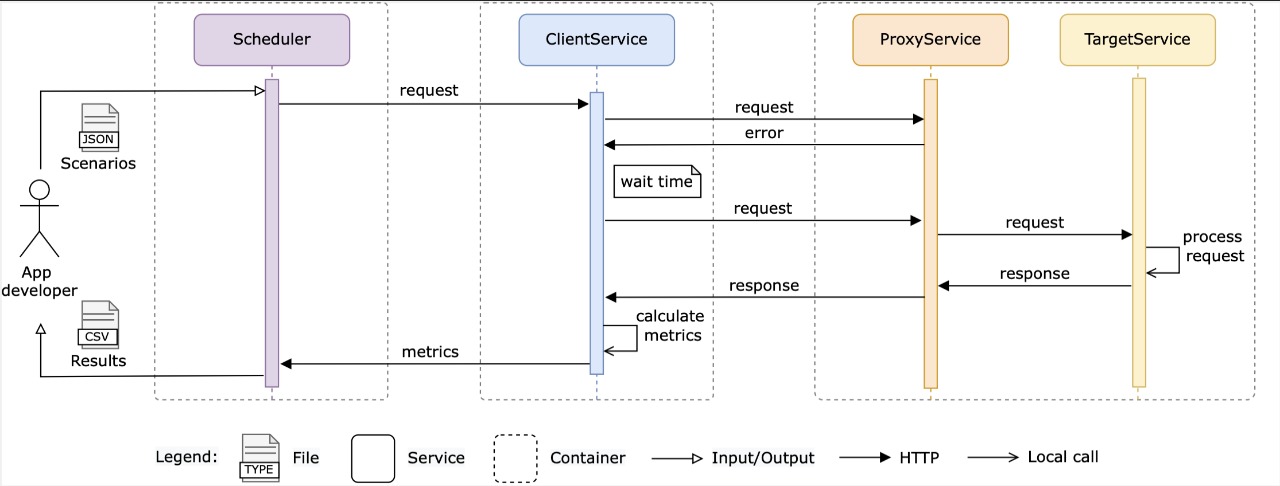 Scheduler
ClientService
ProxyService
TargetService
request
request
error
JSON
Scenarios
wait time
request
request
process
request
App
developer
response
response
CSV
Results
calculate
metrics
metrics
Legend:
TYPE
File
Service
Container
Input/Output
HTTP
Local call